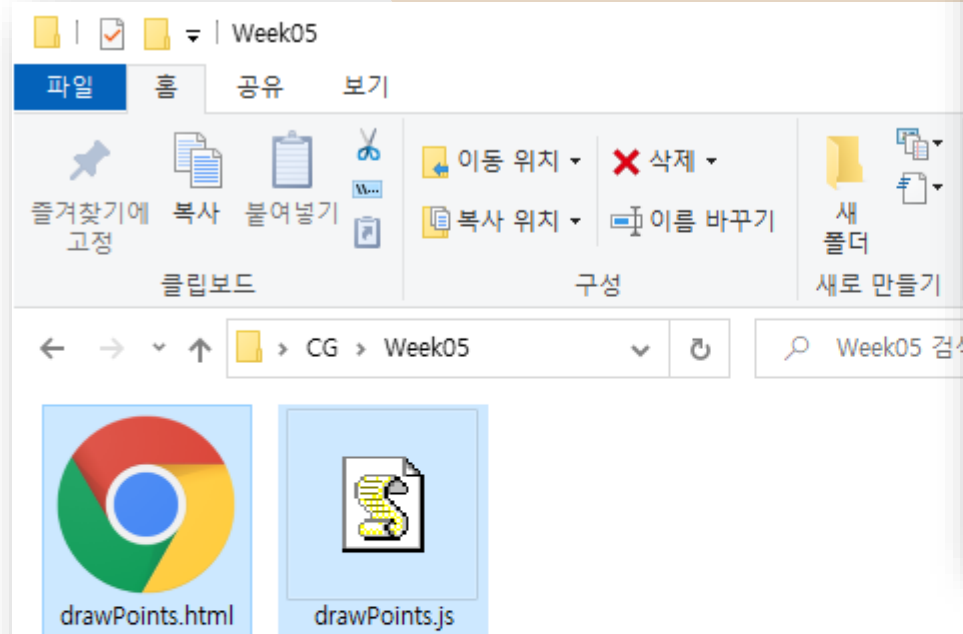 Week05
파일 홈 공유 보기
즐겨찾기에
고정
복사
붙여넣기
이동 위치
복사 위치
삭제
이름 바꾸기
새
폴더
클립보드
구성
새로 만들기
CG > Week05
Week05 검색
drawPoints.html
drawPoints.js